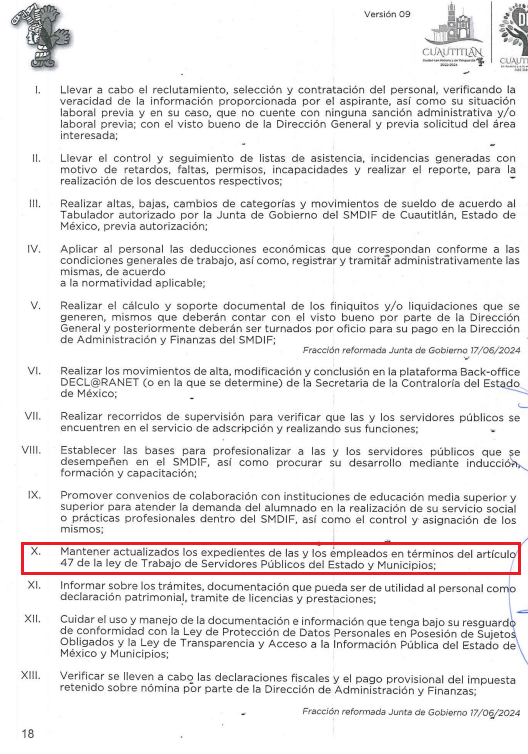 Versión 09
CUAUTITLÁN
I. Llevar a cabo el reclutamiento, selección y contratación del personal, verificando la
veracidad de la información proporcionada por el aspirante, así como su situación
laboral previa y en su caso, que no cuente con ninguna sanción administrativa y/o
laboral previa; con el visto bueno de la Dirección General y previa solicitud del área
interesada;
II. Llevar el control y seguimiento de listas de asistencia, incidencias generadas con
motivo de retardos, faltas, permisos, incapacidades y realizar el reporte, para la
realización de los descuentos respectivos;
III. Realizar altas, bajas, cambios de categorías y movimientos de sueldo de acuerdo al
Tabulador autorizado por la Junta de Gobierno del SMDIF de Cuautitlán, Estado de
México, previa autorización;
IV. Aplicar al personal las deducciones económicas que correspondan conforme a las
condiciones generales de trabajo, así como, registrar y tramitar administrativamente las
mismas, de acuerdo
a la normatividad aplicable;
V. Realizar el cálculo y soporte documental de los finiquitos y/o liquidaciones que se
generen, mismos que deberán contar con el visto bueno por parte de la Dirección
General y posteriormente deberán ser turnados por oficio para su pago en la Dirección
de Administración y Finanzas del SMDIF;
Fracción reformada Junta de Gobierno 17/06/2024
VI. Realizar los movimientos de alta, modificación y conclusión en la plataforma Back-office
DECL@RANET (o en la que se determine) de la Secretaria de la Contraloría del Estado
de México;
VII. Realizar recorridos de supervisión para verificar que las y los servidores públicos se
encuentren en el servicio de adscripción y realizando sus funciones;
VIII. Establecer las bases para profesionalizar a las y los servidores públicos que se
desempeñen en el SMDIF, así como procurar su desarrollo mediante inducción,
formación y capacitación;
IX. Promover convenios de colaboración con instituciones de educación media superior y
superior para atender la demanda del alumnado en la realización de su servicio social
o prácticas profesionales dentro del SMDIF, así como el control y asignación de los
mismos;
X. Mantener actualizados los expedientes de las y los empleados en términos del artículo
47 de la ley de Trabajo de Servidores Públicos del Estado y Municipios;
XI. Informar sobre los trámites, documentación que pueda ser de utilidad al personal como
declaración patrimonial, tramite de licencias y prestaciones;
XII. Cuidar el uso y manejo de la documentación e información que tenga bajo su resguardo
de conformidad con la Ley de Protección de Datos Personales en Posesión de Sujetos
Obligados y la Ley de Transparencia y Acceso a la Información Pública del Estado de
México y Municipios;
XIII. Verificar se lleven a cabo las declaraciones fiscales y el pago provisional del impuesta
retenido sobre nómina por parte de la Dirección de Administración y Finanzas;
Fracción reformada Junta de Gobierno 17/06/2024
18